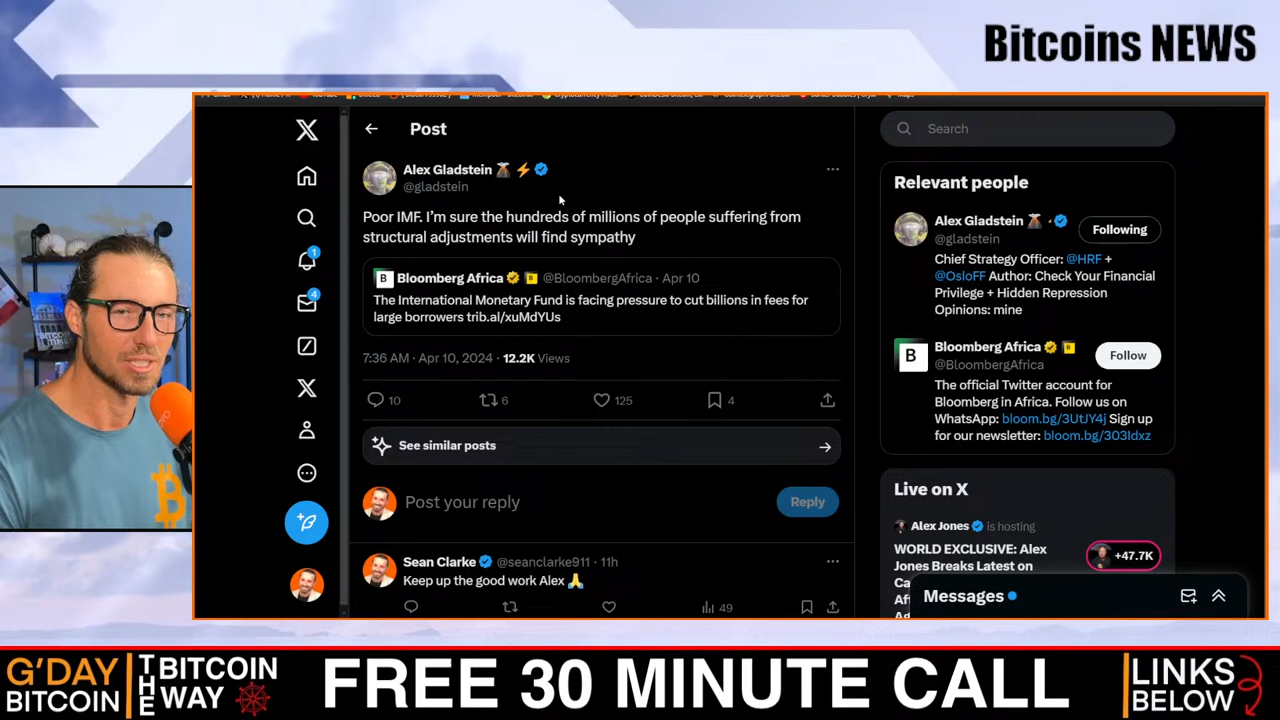 Bitcoins NEWS
Post
Search
Alex Gladstein
@gladstein
Poor IMF. I'm sure the hundreds of millions of people suffering from
structural adjustments will find sympathy
B Bloomberg Africa B @BloombergAfrica · Apr 10
The International Monetary Fund is facing pressure to cut billions in fees for
large borrowers trib.al/xuMdYUs
7:36 AM · Apr 10, 2024 · 12.2K Views
10 6 125 4
See similar posts
Post your reply
Reply
Sean Clarke @seanclarke911 · 11h
Keep up the good work Alex
49
1
4
Relevant people
Alex Gladstein
@gladstein
Following
Chief Strategy Officer: @HRF +
@OsloFF Author: Check Your Financial
Privilege + Hidden Repression
Opinions: mine
B
Bloomberg Africa B
@BloombergAfrica
Follow
The official Twitter account for
Bloomberg in Africa. Follow us on
WhatsApp: bloom.bg/3UtJY4j Sign up
for our newsletter: bloom.bg/303Idxz
Live on X
Alex Jones is hosting
WORLD EXCLUSIVE: Alex
Jones Breaks Latest on
+47.7K
Messages
BITCOIN
G'DAY
BITCOIN
THE
BITCOIN
WAY
FREE 30 MINUTE CALL
LINKS
BELOW